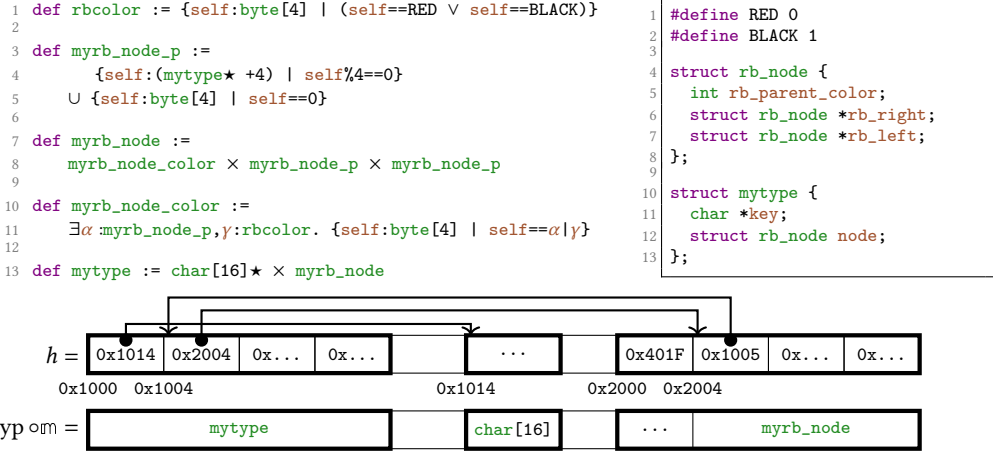 1 def rbcolor := {self:byte[4] | (self==RED ∨ self==BLACK)}
2
3 def myrb_node_p :=
4 {self:(mytype★ +4) | self%4==0}
5 ∪ {self:byte[4] | self==0}
6
7 def myrb_node :=
8 myrb_node_color × myrb_node_p × myrb_node_p
9
10 def myrb_node_color :=
11 ∃α:myrb_node_p,γ:rbcolor. {self:byte[4] | self==α|γ}
12
13 def mytype := char[16]★ × myrb_node
1 #define RED 0
2 #define BLACK 1
3
4 struct rb_node {
5 int rb_parent_color;
6 struct rb_node *rb_right;
7 struct rb_node *rb_left;
8 };
9
10 struct mytype {
11 char *key;
12 struct rb_node node;
13 };
h = 0x1014 0x2004 0x... 0x... ... 0x401F 0x1005 0x... 0x...
0x1000 0x1004 0x1014 0x2000 0x2004
yp∘m = mytype char[16] ... myrb_node